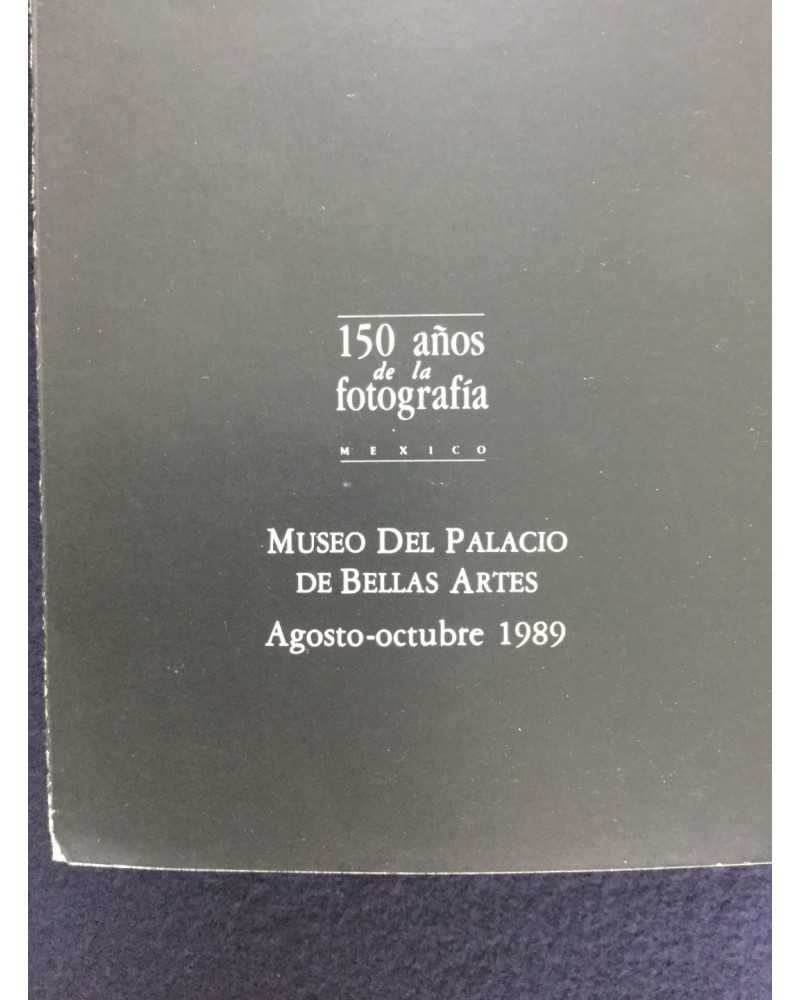 150 años
de la
fotografía
MEXICO
MUSEO DEL PALACIO
DE BELLAS ARTES
Agosto-octubre 1989